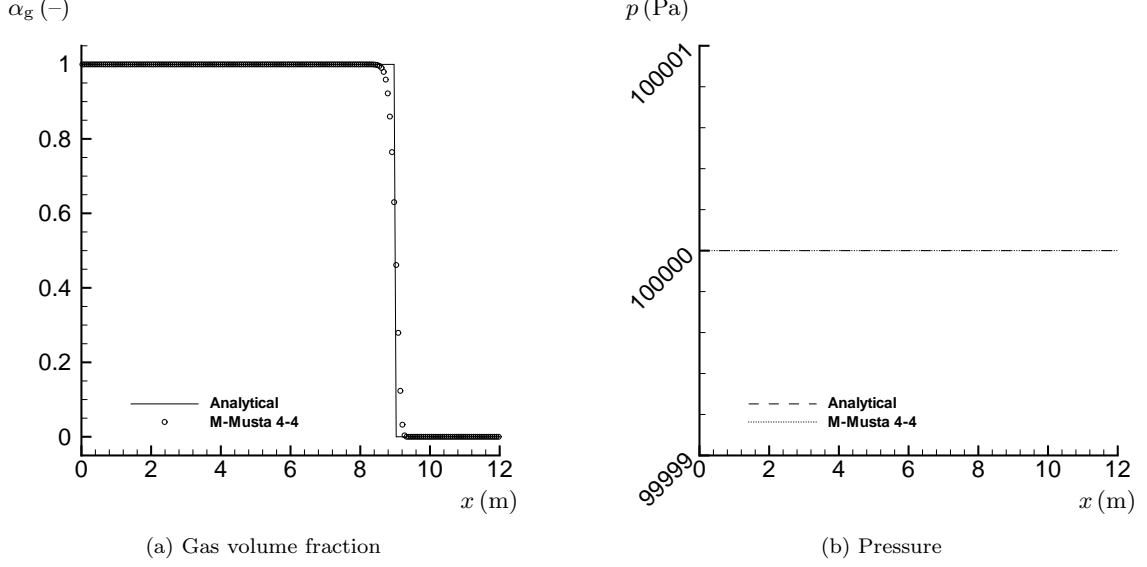 α_g (–)
1
0.8
0.6
0.4
0.2
0
0 2 4 6 8 10 12
Analytical
M-Musta 4-4
x (m)
(a) Gas volume fraction
p (Pa)
100001
100000
99999
0 2 4 6 8 10 12
Analytical
M-Musta 4-4
x (m)
(b) Pressure